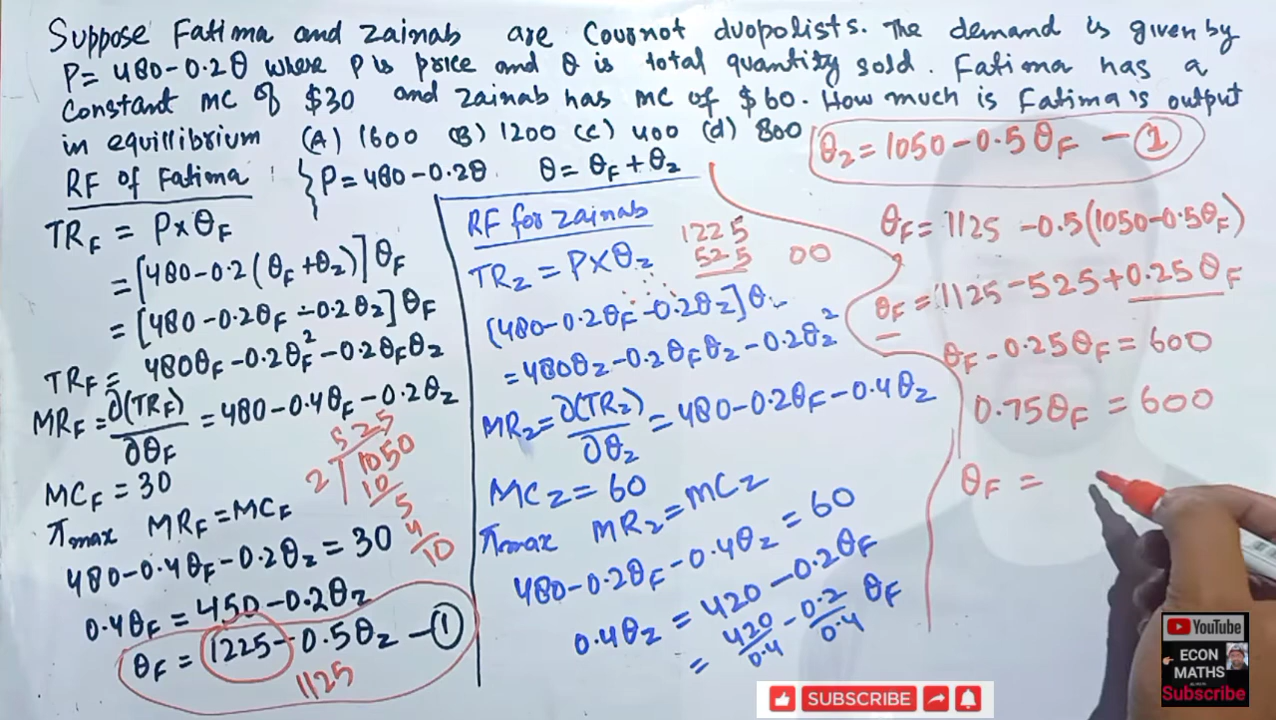 Suppose Fatima and Zainab are Cournot duopolists. The demand is given by
P= 480-0.2θ where P is price and θ is total quantity sold. Fatima has a
Constant MC of $30 and Zainab has MC of $60. How much is Fatima's output
in equillibrium (A) 1600 (B) 1200 (c) 400 (d) 800
RF of Fatima : P=480-0.2θ θ= θF+θz
TRF = P×θF
=[480-0.2(θF+θz)]θF
=[480-0.2θF-0.2θz]θF
TRF= 480θF-0.2θF²-0.2θFθz
MRF=∂(TRF)/∂θF=480-0.4θF-0.2θz
MCF=30
πmax MRF=MCF
480-0.4θF-0.2θz=30
0.4θF=450-0.2θz
θF=1225-0.5θz-①
1125
525
2 1050
10
5
4
10
RF for Zainab
TRz=P×θz
[480-0.2θF-0.2θz]θz
=480θz-0.2θFθz-0.2θz²
MRz=∂(TRz)/∂θz=480-0.2θF-0.4θz
MCz=60
πmax MRz=MCz
480-0.2θF-0.4θz=60
0.4θz=420-0.2θF
=420/0.4-0.2/0.4 θF
1225
525 00
θz=1050-0.5θF-①
θF=1125-0.5(1050-0.5θF)
θF=1125-525+0.25θF
θF-0.25θF=600
0.75θF=600
θF=
YouTube
ECON
MATHS
Subscribe
SUBSCRIBE